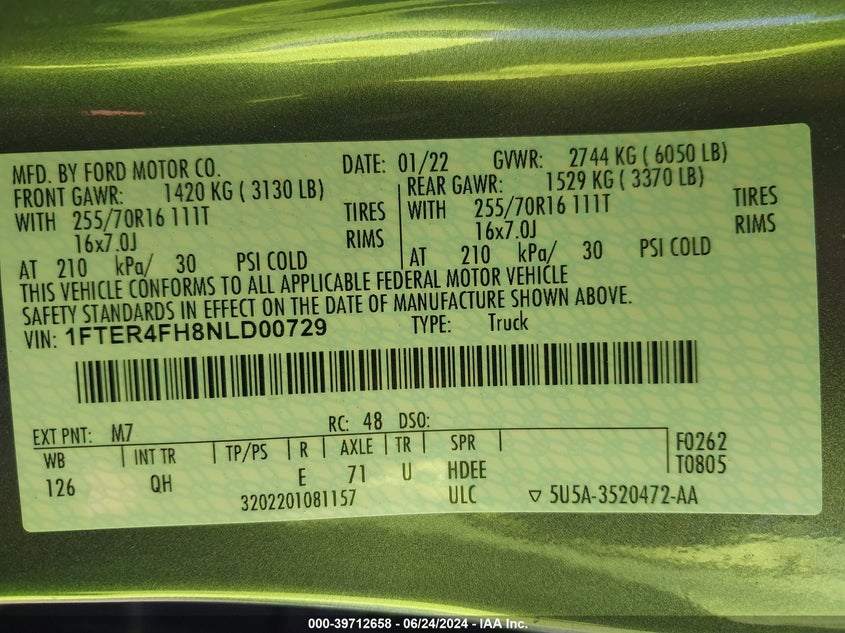 MFD. BY FORD MOTOR CO. DATE: 01/22 GVWR: 2744 KG ( 6050 LB)
FRONT GAWR: 1420 KG ( 3130 LB) REAR GAWR: 1529 KG ( 3370 LB)
WITH 255/70R16 111T TIRES WITH 255/70R16 111T TIRES
16x7.0J RIMS 16x7.0J RIMS
AT 210 kPa/ 30 PSI COLD AT 210 kPa/ 30 PSI COLD
THIS VEHICLE CONFORMS TO ALL APPLICABLE FEDERAL MOTOR VEHICLE
SAFETY STANDARDS IN EFFECT ON THE DATE OF MANUFACTURE SHOWN ABOVE.
VIN: 1FTER4FH8NLD00729 TYPE: Truck
EXT PNT: M7 RC: 48 DSO:
WB INT TR TP/PS R AXLE TR SPR F0262
126 QH E 71 U HDEE T0805
3202201081157 ULC ▽ 5U5A-3520472-AA
000-39712658 - 06/24/2024 - IAA Inc.